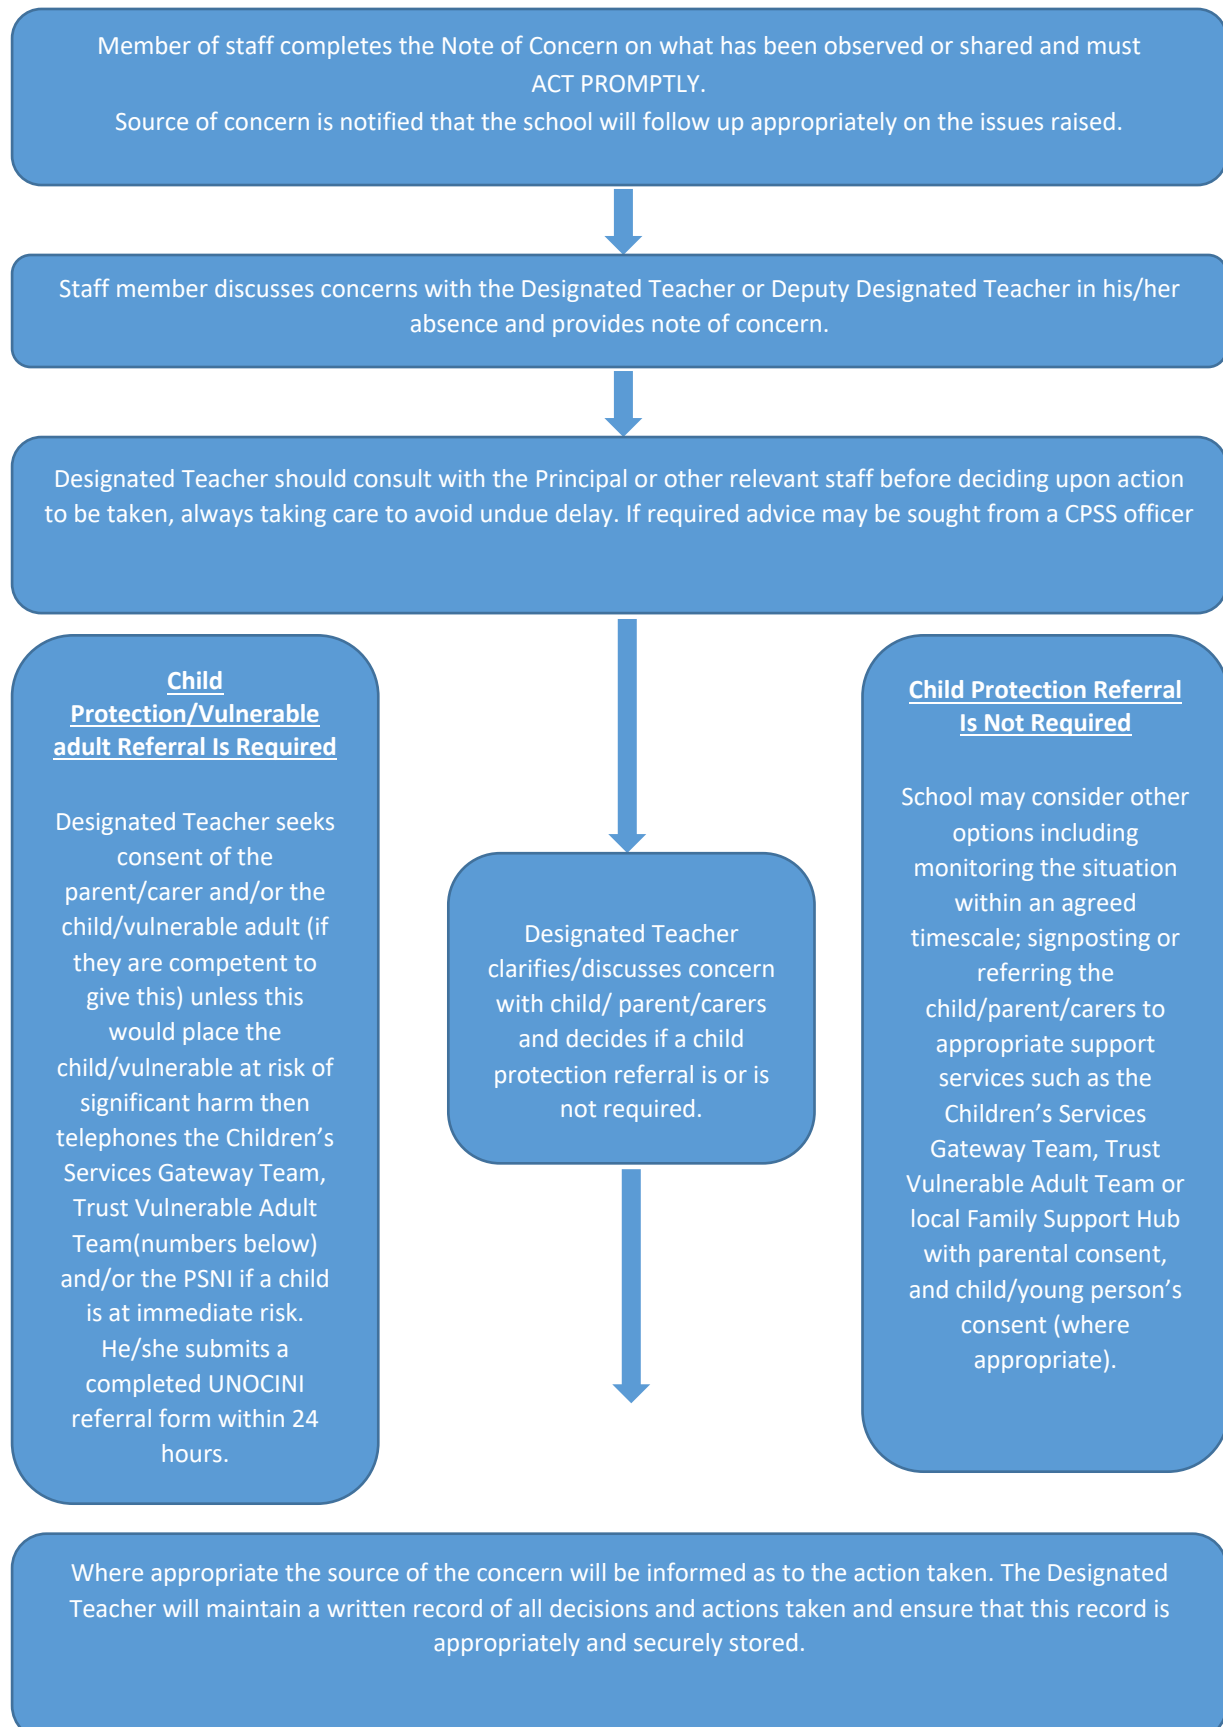 Member of staff completes the Note of Concern on what has been observed or shared and must
ACT PROMPTLY.
Source of concern is notified that the school will follow up appropriately on the issues raised.
Staff member discusses concerns with the Designated Teacher or Deputy Designated Teacher in his/her
absence and provides note of concern.
Designated Teacher should consult with the Principal or other relevant staff before deciding upon action
to be taken, always taking care to avoid undue delay. If required advice may be sought from a CPSS officer
Child
Protection/Vulnerable
adult Referral Is Required
Designated Teacher seeks
consent of the
parent/carer and/or the
child/vulnerable adult (if
they are competent to
give this) unless this
would place the
child/vulnerable at risk of
significant harm then
telephones the Children’s
Services Gateway Team,
Trust Vulnerable Adult
Team(numbers below)
and/or the PSNI if a child
is at immediate risk.
He/she submits a
completed UNOCINI
referral form within 24
hours.
Designated Teacher
clarifies/discusses concern
with child/ parent/carers
and decides if a child
protection referral is or is
not required.
Child Protection Referral
Is Not Required
School may consider other
options including
monitoring the situation
within an agreed
timescale; signposting or
referring the
child/parent/carers to
appropriate support
services such as the
Children’s Services
Gateway Team, Trust
Vulnerable Adult Team or
local Family Support Hub
with parental consent,
and child/young person’s
consent (where
appropriate).
Where appropriate the source of the concern will be informed as to the action taken. The Designated
Teacher will maintain a written record of all decisions and actions taken and ensure that this record is
appropriately and securely stored.